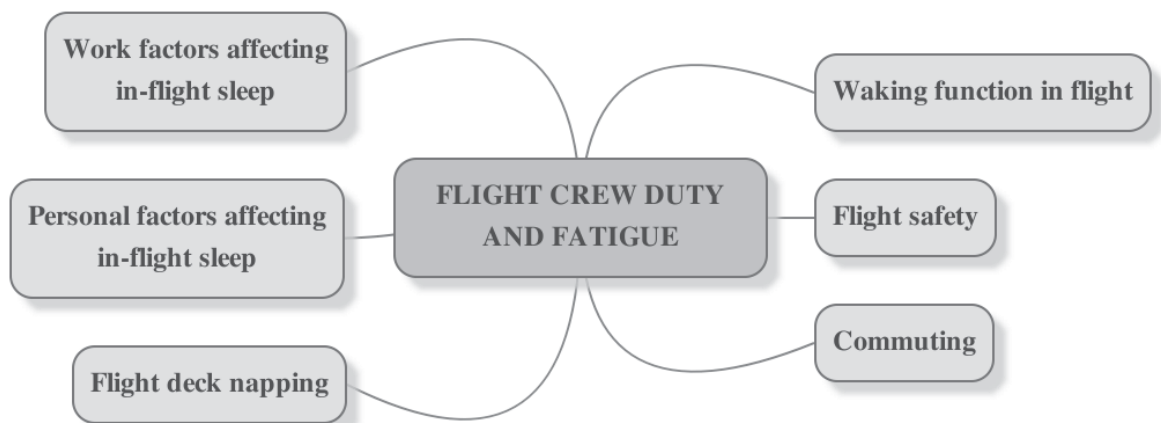 Work factors affecting
in-flight sleep
Waking function in flight
FLIGHT CREW DUTY
AND FATIGUE
Personal factors affecting
in-flight sleep
Flight safety
Commuting
Flight deck napping